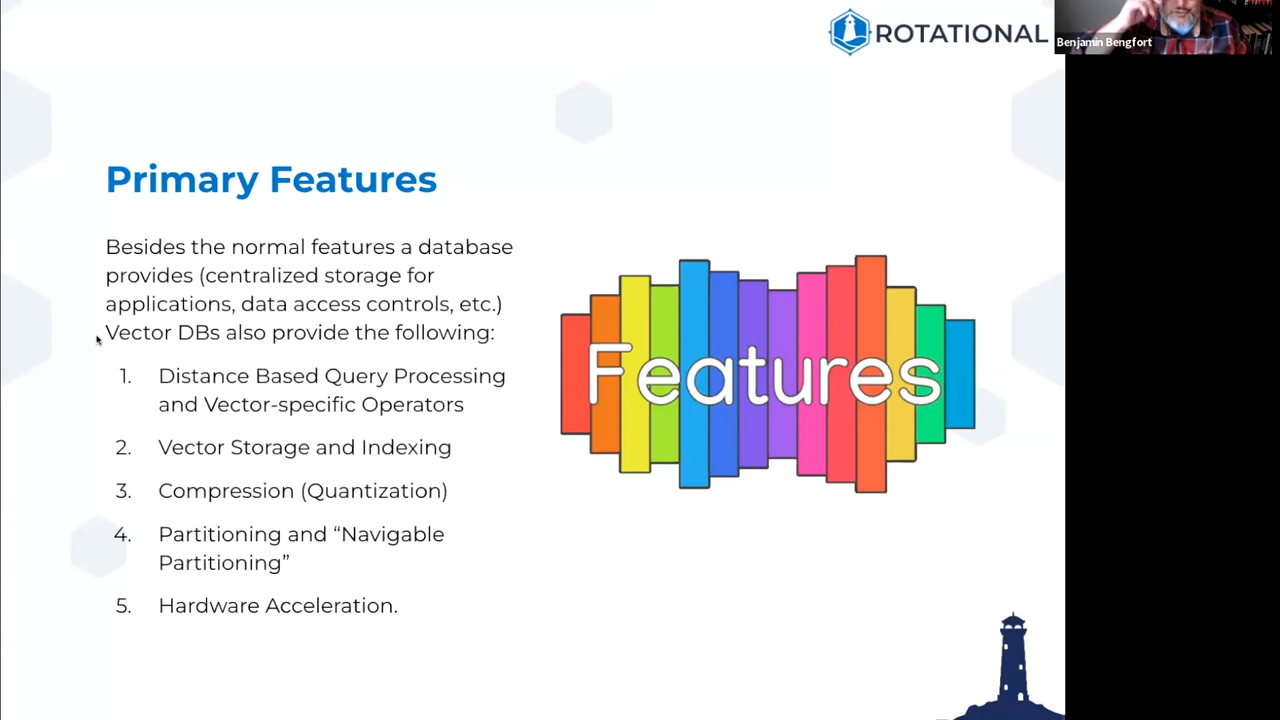 ROTATIONAL
Benjamin Bengfort
Primary Features
Besides the normal features a database
provides (centralized storage for
applications, data access controls, etc.)
Vector DBs also provide the following:
1. Distance Based Query Processing
and Vector-specific Operators
2. Vector Storage and Indexing
3. Compression (Quantization)
4. Partitioning and “Navigable
Partitioning”
5. Hardware Acceleration.
Features